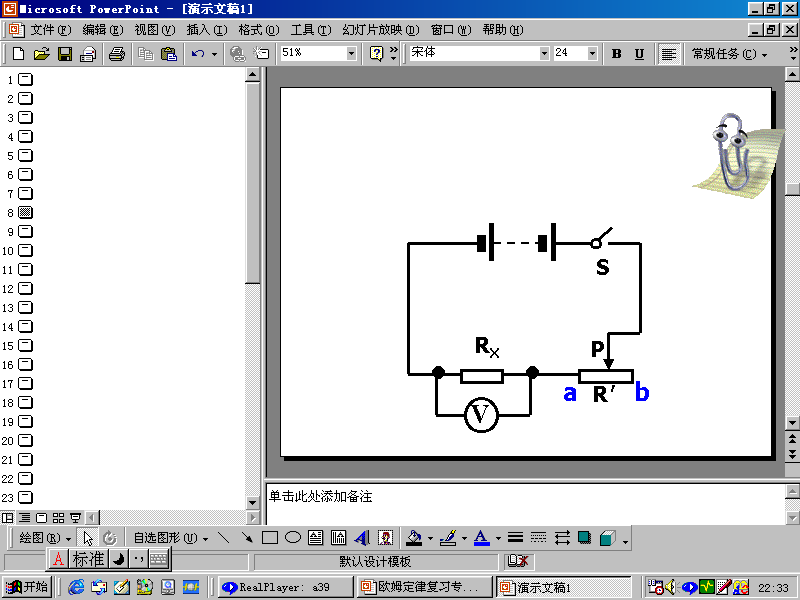 Microsoft PowerPoint - [演示文稿1]
文件(F) 编辑(E) 视图(V) 插入(I) 格式(O) 工具(T) 幻灯片放映(D) 窗口(W) 帮助(H)
51% 宋体 24 B U 常规任务(C)
1
2
3
4
5
6
7
8
9
10
11
12
13
14
15
16
17
18
19
20
21
22
23
S
RX
P
a R′ b
V
单击此处添加备注
绘图(R) 自选图形(U)
标准
默认设计模板
开始 RealPlayer: a39 欧姆定律复习专... 演示文稿1 22:33